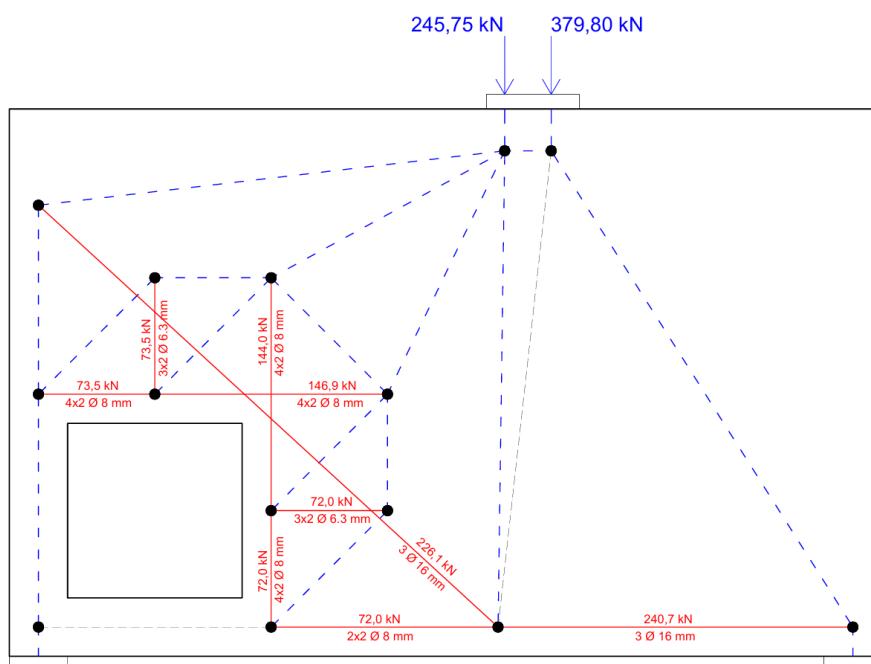 245,75 kN
379,80 kN
73,5 kN
3x2 Ø 6.3 mm
144,0 kN
4x2 Ø 8 mm
73,5 kN
4x2 Ø 8 mm
146,9 kN
4x2 Ø 8 mm
72,0 kN
3x2 Ø 6.3 mm
72,0 kN
4x2 Ø 8 mm
226,1 kN
3 Ø 16 mm
72,0 kN
2x2 Ø 8 mm
240,7 kN
3 Ø 16 mm